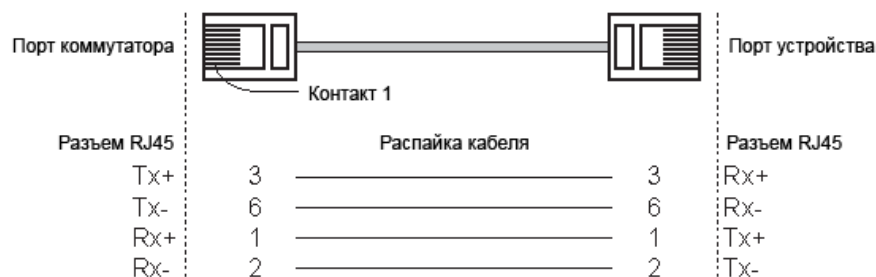 Порт коммутатора
Порт устройства
Контакт 1
Разъем RJ45 Распайка кабеля Разъем RJ45
Tx+ 3 3 Rx+
Tx- 6 6 Rx-
Rx+ 1 1 Tx+
Rx- 2 2 Tx-